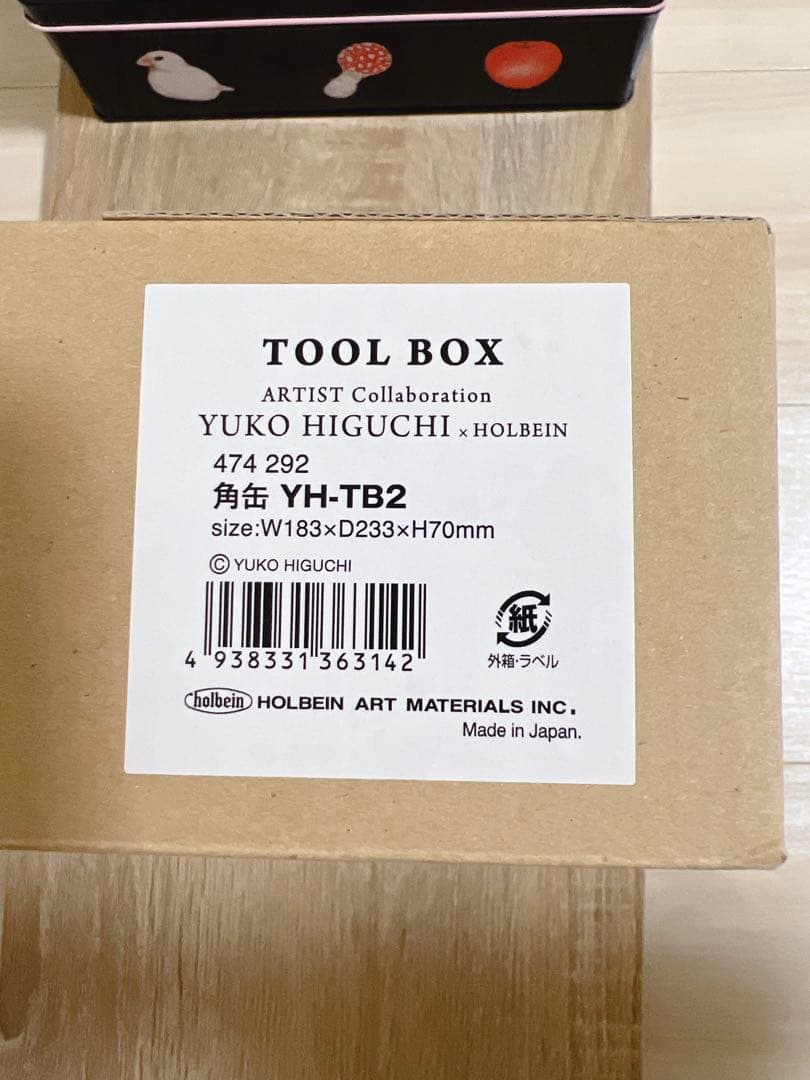 TOOL BOX
ARTIST Collaboration
YUKO HIGUCHI × HOLBEIN
474 292
角缶 YH-TB2
size:W183×D233×H70mm
© YUKO HIGUCHI
4 938331 363142
紙
外箱・ラベル
holbein HOLBEIN ART MATERIALS INC.
Made in Japan.